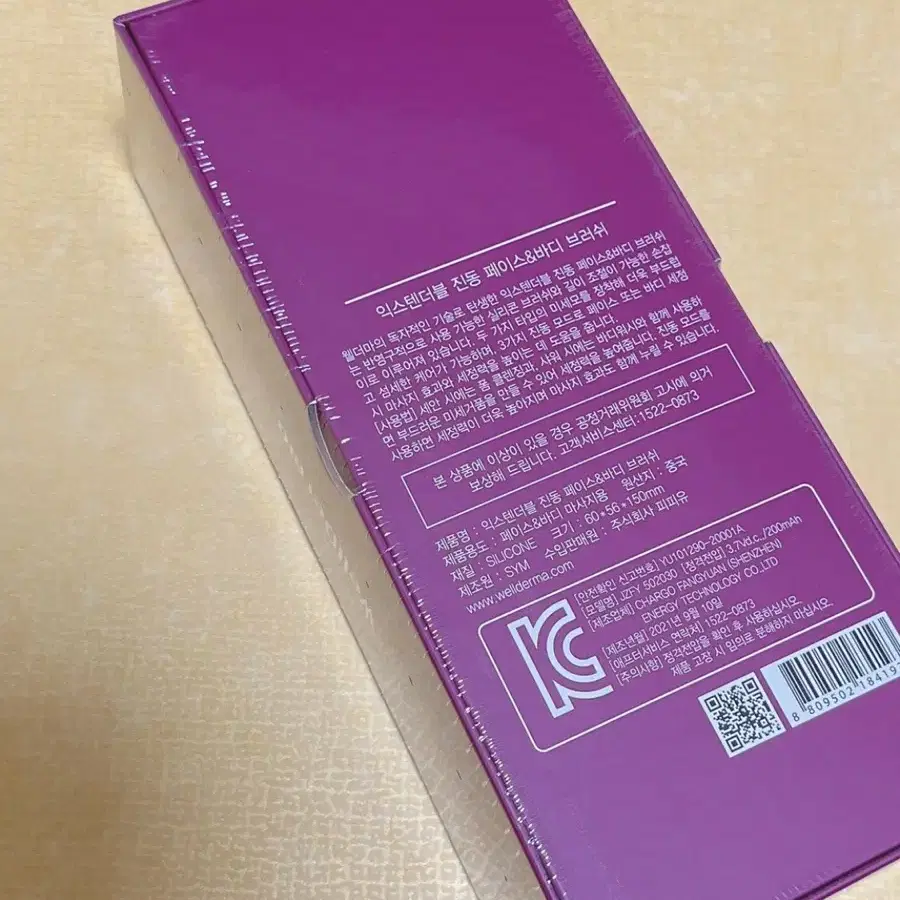 익스텐더블 진동 페이스&바디 브러쉬
웰더마의 독자적인 기술로 탄생한 익스텐더블 진동 페이스&바디 브러쉬
는 반영구적으로 사용 가능한 실리콘 브러쉬와 길이 조절이 가능한 손잡
이로 이루어져 있습니다. 두 가지 타입의 미세모를 장착해 더욱 부드럽
고 섬세한 케어가 가능하며, 3가지 진동 모드로 페이스 또는 바디 세정
시 마사지 효과와 세정력을 높이는 데 도움을 줍니다.
[사용법] 세안 시에는 폼 클렌징과, 샤워 시에는 바디워시와 함께 사용하
면 부드러운 미세거품을 만들 수 있어 세정력을 높여줍니다. 진동 모드를
사용하면 세정력이 더욱 높아지며 마사지 효과도 함께 누릴 수 있습니다.
본 상품에 이상이 있을 경우 공정거래위원회 고시에 의거
보상해 드립니다. 고객서비스센터:1522-0873
제품명 : 익스텐더블 진동 페이스&바디 브러쉬
제품용도 : 페이스&바디 마사지용 원산지 : 중국
재질 : SILICONE 크기 : 60*56*150mm
제조원 : SYM 수입판매원 : 주식회사 피피유
www.wellderma.com
[안전확인 신고번호] YU101290-20001A
[모델명] JZFY 502030 [정격전압] 3.7Vd.c./200mAh
[제조업체] CHARGO FANGYUAN (SHENZHEN)
ENERGY TECHNOLOGY CO.,LTD
[제조년월] 2021년 9월 10일
[애프터서비스 연락처] 1522-0873
[주의사항] 정격전압을 확인 후 사용하십시오.
제품 고장 시 임의로 분해하지 마십시오.
8 809502 18419